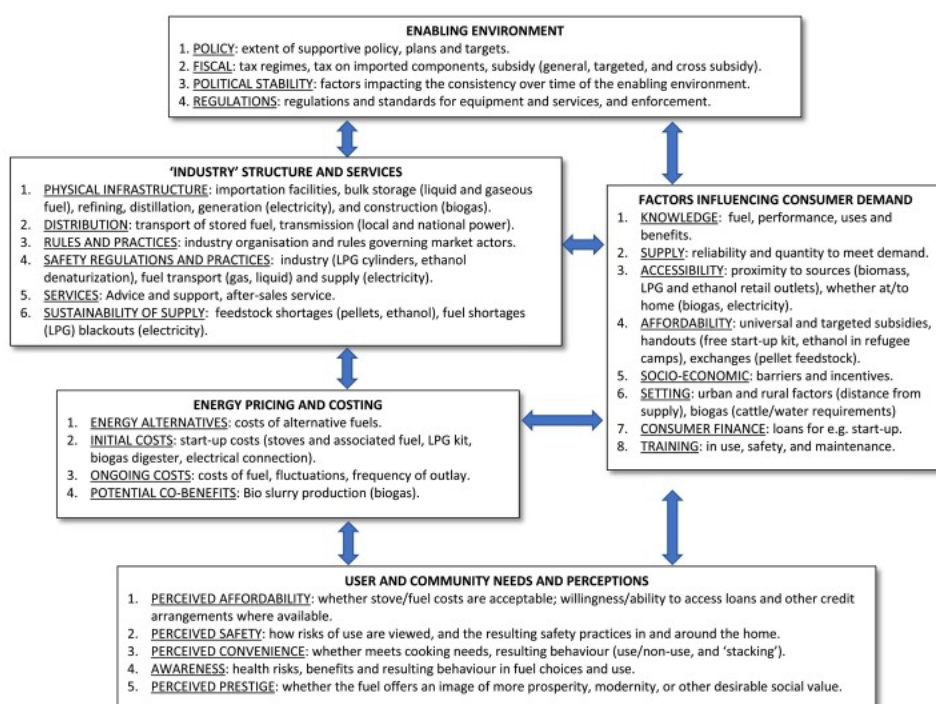 ENABLING ENVIRONMENT
1. POLICY: extent of supportive policy, plans and targets.
2. FISCAL: tax regimes, tax on imported components, subsidy (general, targeted, and cross subsidy).
3. POLITICAL STABILITY: factors impacting the consistency over time of the enabling environment.
4. REGULATIONS: regulations and standards for equipment and services, and enforcement.
'INDUSTRY' STRUCTURE AND SERVICES
1. PHYSICAL INFRASTRUCTURE: importation facilities, bulk storage (liquid and gaseous
fuel), refining, distillation, generation (electricity), and construction (biogas).
2. DISTRIBUTION: transport of stored fuel, transmission (local and national power).
3. RULES AND PRACTICES: industry organisation and rules governing market actors.
4. SAFETY REGULATIONS AND PRACTICES: industry (LPG cylinders, ethanol
denaturization), fuel transport (gas, liquid) and supply (electricity).
5. SERVICES: Advice and support, after-sales service.
6. SUSTAINABILITY OF SUPPLY: feedstock shortages (pellets, ethanol), fuel shortages
(LPG) blackouts (electricity).
FACTORS INFLUENCING CONSUMER DEMAND
1. KNOWLEDGE: fuel, performance, uses and
benefits.
2. SUPPLY: reliability and quantity to meet demand.
3. ACCESSIBILITY: proximity to sources (biomass,
LPG and ethanol retail outlets), whether at/to
home (biogas, electricity).
4. AFFORDABILITY: universal and targeted subsidies,
handouts (free start-up kit, ethanol in refugee
camps), exchanges (pellet feedstock).
5. SOCIO-ECONOMIC: barriers and incentives.
6. SETTING: urban and rural factors (distance from
supply), biogas (cattle/water requirements)
7. CONSUMER FINANCE: loans for e.g. start-up.
8. TRAINING: in use, safety, and maintenance.
ENERGY PRICING AND COSTING
1. ENERGY ALTERNATIVES: costs of alternative fuels.
2. INITIAL COSTS: start-up costs (stoves and associated fuel, LPG kit,
biogas digester, electrical connection).
3. ONGOING COSTS: costs of fuel, fluctuations, frequency of outlay.
4. POTENTIAL CO-BENEFITS: Bio slurry production (biogas).
USER AND COMMUNITY NEEDS AND PERCEPTIONS
1. PERCEIVED AFFORDABILITY: whether stove/fuel costs are acceptable; willingness/ability to access loans and other credit
arrangements where available.
2. PERCEIVED SAFETY: how risks of use are viewed, and the resulting safety practices in and around the home.
3. PERCEIVED CONVENIENCE: whether meets cooking needs, resulting behaviour (use/non-use, and 'stacking').
4. AWARENESS: health risks, benefits and resulting behaviour in fuel choices and use.
5. PERCEIVED PRESTIGE: whether the fuel offers an image of more prosperity, modernity, or other desirable social value.